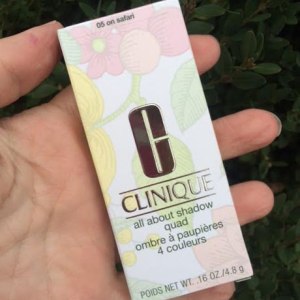 05 on safari
C
CLINIQUE
all about shadow
quad
ombre à paupières
4 couleurs
POIDS NET WT. .16 OZ./4.8 g